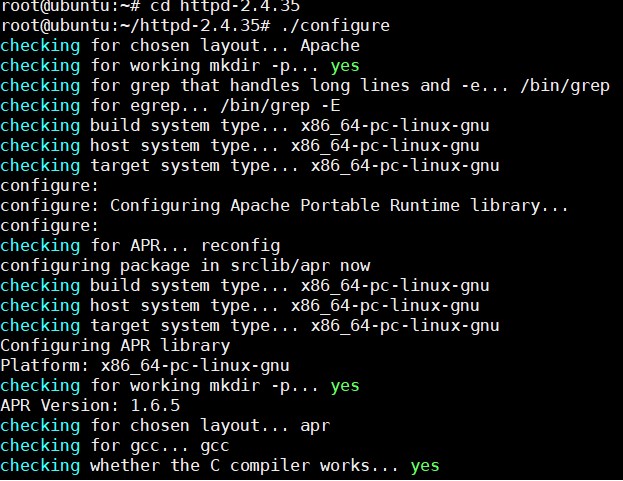 root@ubuntu:~# cd httpd-2.4.35
root@ubuntu:~/httpd-2.4.35# ./configure
checking for chosen layout... Apache
checking for working mkdir -p... yes
checking for grep that handles long lines and -e... /bin/grep
checking for egrep... /bin/grep -E
checking build system type... x86_64-pc-linux-gnu
checking host system type... x86_64-pc-linux-gnu
checking target system type... x86_64-pc-linux-gnu
configure:
configure: Configuring Apache Portable Runtime library...
configure:
checking for APR... reconfig
configuring package in srclib/apr now
checking build system type... x86_64-pc-linux-gnu
checking host system type... x86_64-pc-linux-gnu
checking target system type... x86_64-pc-linux-gnu
Configuring APR library
Platform: x86_64-pc-linux-gnu
checking for working mkdir -p... yes
APR Version: 1.6.5
checking for chosen layout... apr
checking for gcc... gcc
checking whether the C compiler works... yes